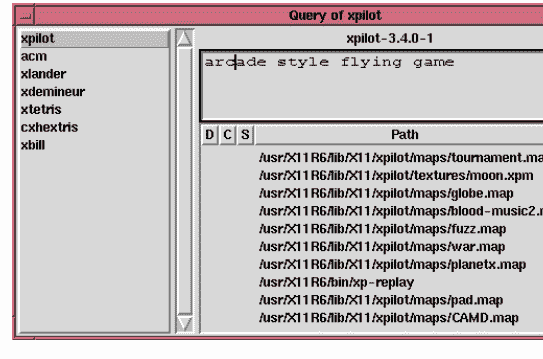 Query of xpilot
xpilot
acm
xlander
xdemineur
xtetris
cxhextris
xbill
xpilot-3.4.0-1
arcade style flying game
D C S Path
/usr/X11R6/lib/X11/xpilot/maps/tournament.ma
/usr/X11R6/lib/X11/xpilot/textures/moon.xpm
/usr/X11R6/lib/X11/xpilot/maps/globe.map
/usr/X11R6/lib/X11/xpilot/maps/blood-music2.m
/usr/X11R6/lib/X11/xpilot/maps/fuzz.map
/usr/X11R6/lib/X11/xpilot/maps/war.map
/usr/X11R6/lib/X11/xpilot/maps/planetx.map
/usr/X11R6/bin/xp-replay
/usr/X11R6/lib/X11/xpilot/maps/pad.map
/usr/X11R6/lib/X11/xpilot/maps/CAMD.map